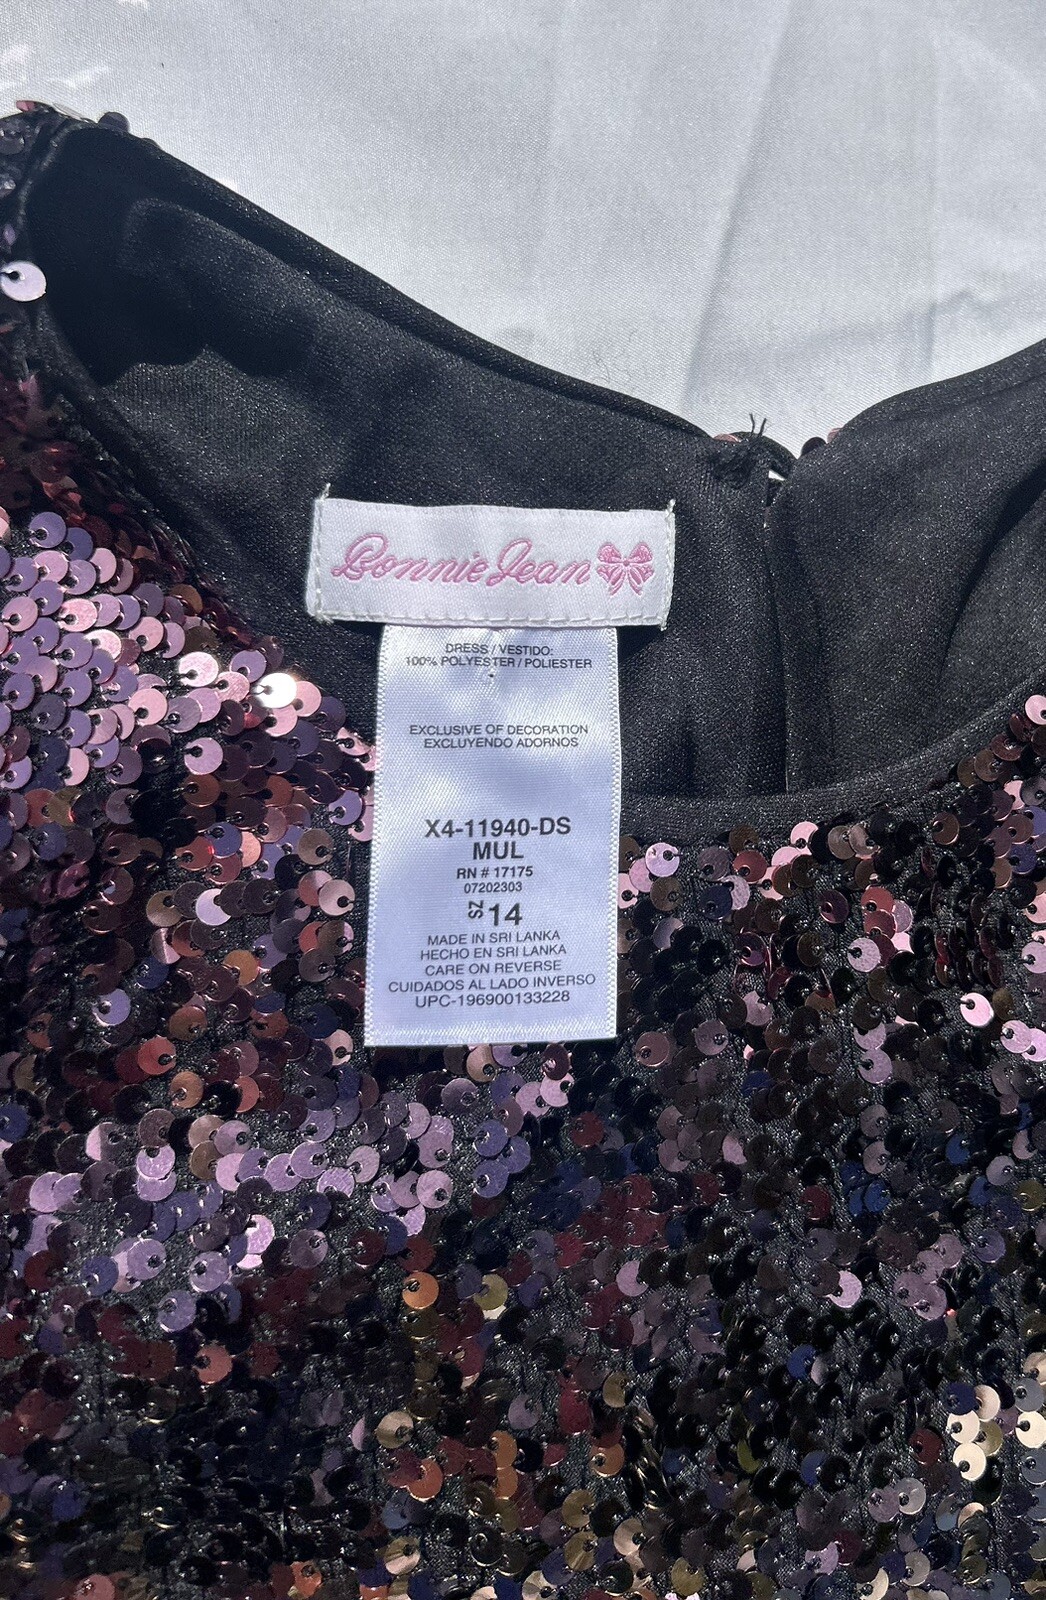 Bonnie Jean
DRESS / VESTIDO:
100% POLYESTER / POLIESTER
EXCLUSIVE OF DECORATION
EXCLUYENDO ADORNOS
X4-11940-DS
MUL
RN # 17175
07202303
SZ 14
MADE IN SRI LANKA
HECHO EN SRI LANKA
CARE ON REVERSE
CUIDADOS AL LADO INVERSO
UPC-196900133228